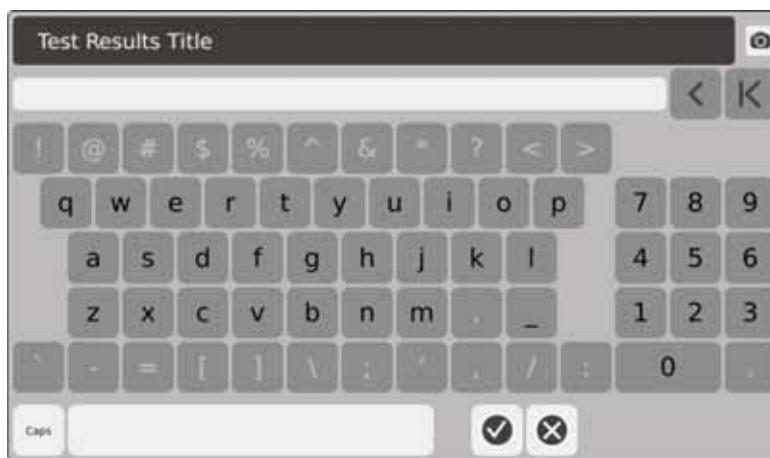 Test Results Title
! @ # $ % ^ & * ? < >
q w e r t y u i o p 7 8 9
a s d f g h j k l 4 5 6
z x c v b n m . _ 1 2 3
` - = [ ] \ ; ' , / : 0 .
Caps